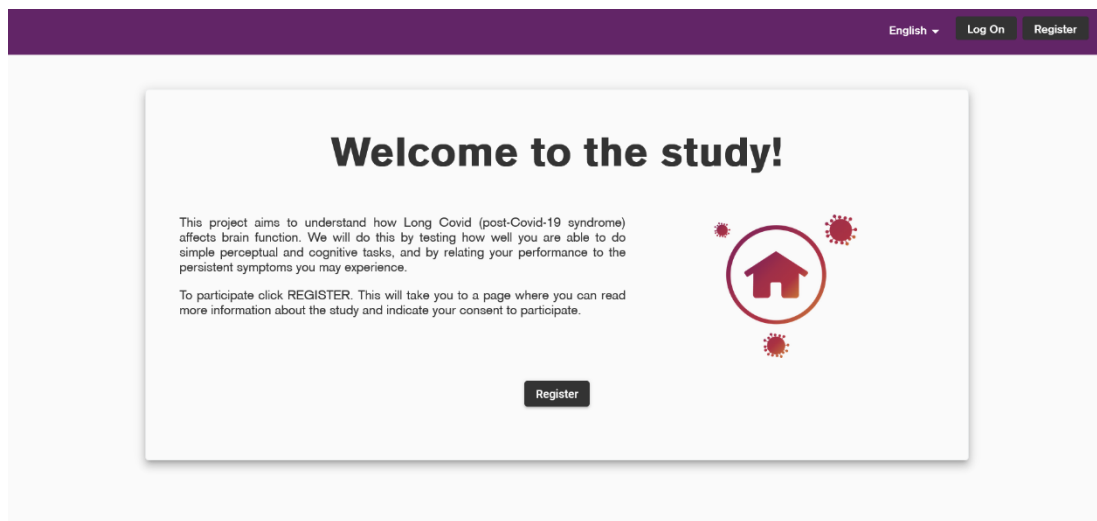 English
Log On
Register
Welcome to the study!
This project aims to understand how Long Covid (post-Covid-19 syndrome)
affects brain function. We will do this by testing how well you are able to do
simple perceptual and cognitive tasks, and by relating your performance to the
persistent symptoms you may experience.
To participate click REGISTER. This will take you to a page where you can read
more information about the study and indicate your consent to participate.
Register